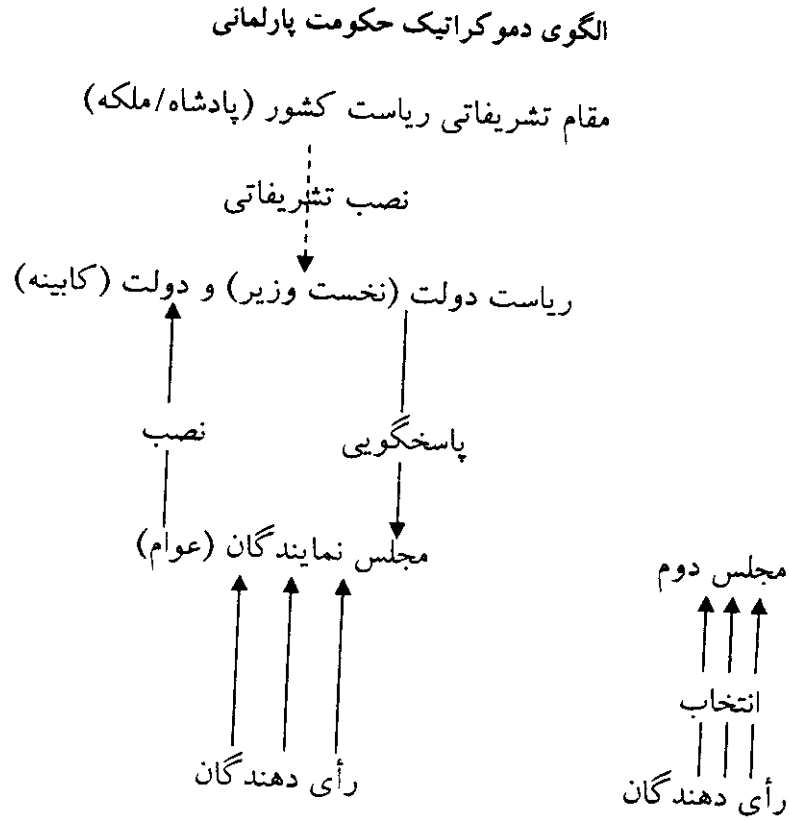 الگوی دموکراتیک حکومت پارلمانی
مقام تشریفاتی ریاست کشور (پادشاه/ملکه)
نصب تشریفاتی
ریاست دولت (نخست وزیر) و دولت (کابینه)
پاسخگویی
نصب
مجلس نمایندگان (عوام)
مجلس دوم
انتخاب
رأی دهندگان
رأی دهندگان